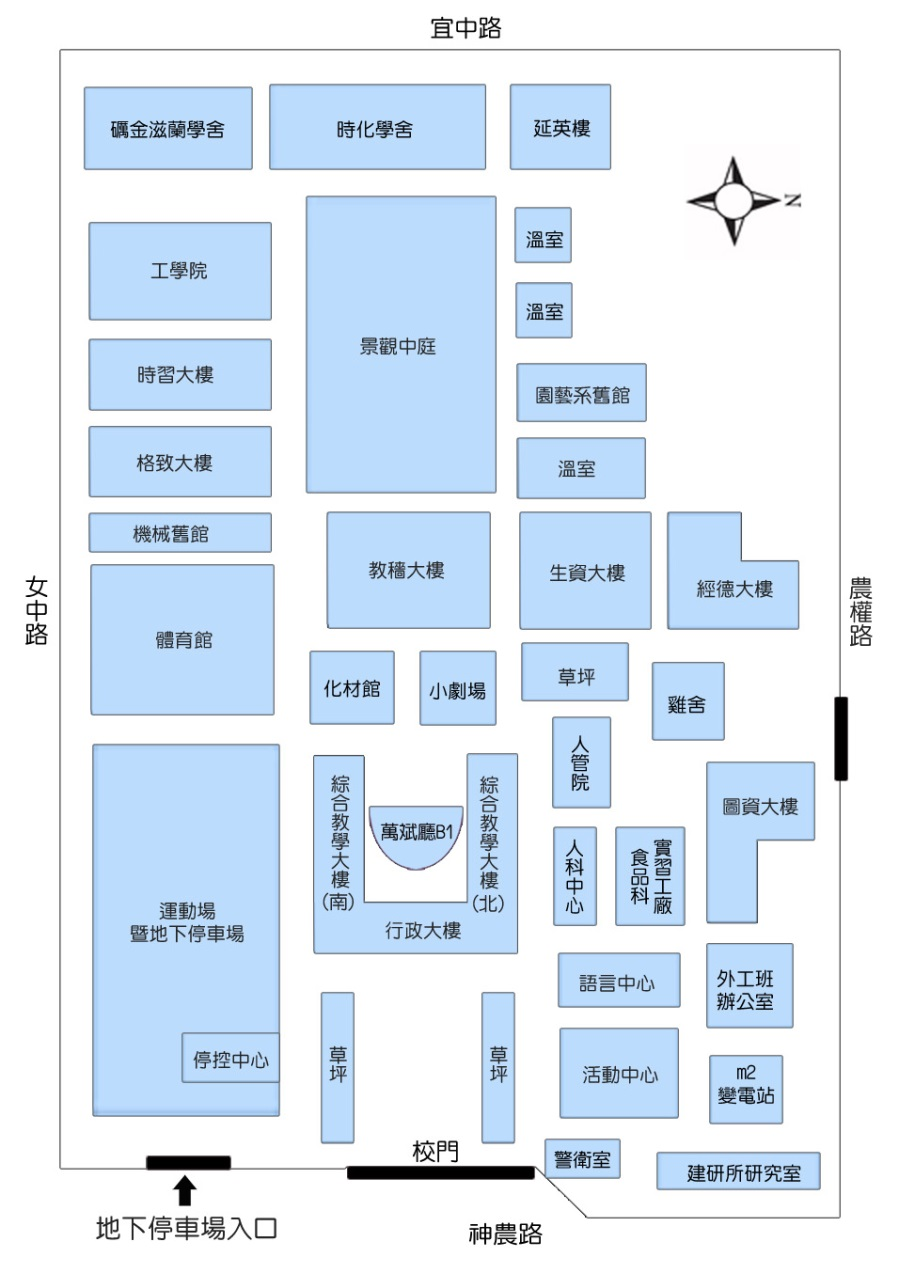 宜中路
礪金滋蘭學舍
時化學舍
延英樓
N
溫室
工學院
溫室
景觀中庭
時習大樓
園藝系舊館
格致大樓
溫室
機械舊館
教穡大樓
生資大樓
經德大樓
女中路
農權路
體育館
化材館
小劇場
草坪
雞舍
人管院
綜合教學大樓(南)
萬斌廳B1
綜合教學大樓(北)
圖資大樓
人科中心
實習工廠
食品科
運動場
暨地下停車場
行政大樓
語言中心
外工班
辦公室
停控中心
草坪
草坪
活動中心
m2
變電站
校門
警衛室
建研所研究室
地下停車場入口
神農路